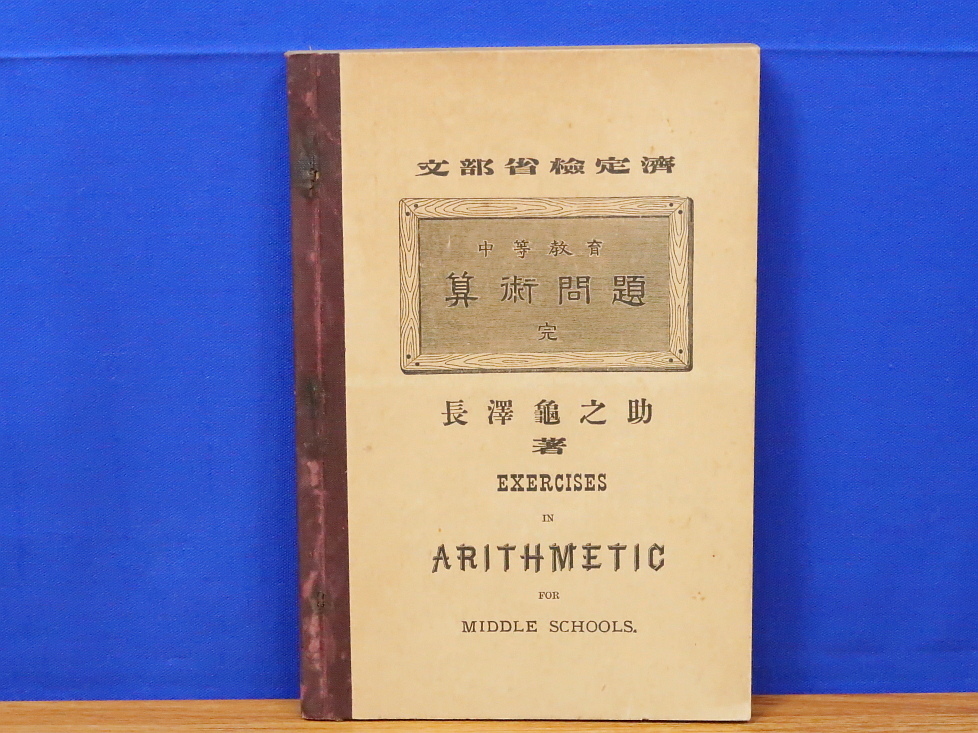 文部省檢定濟
中等教育
算術問題
完
長澤龜之助
著
EXERCISES
IN
ARITHMETIC
FOR
MIDDLE SCHOOLS.